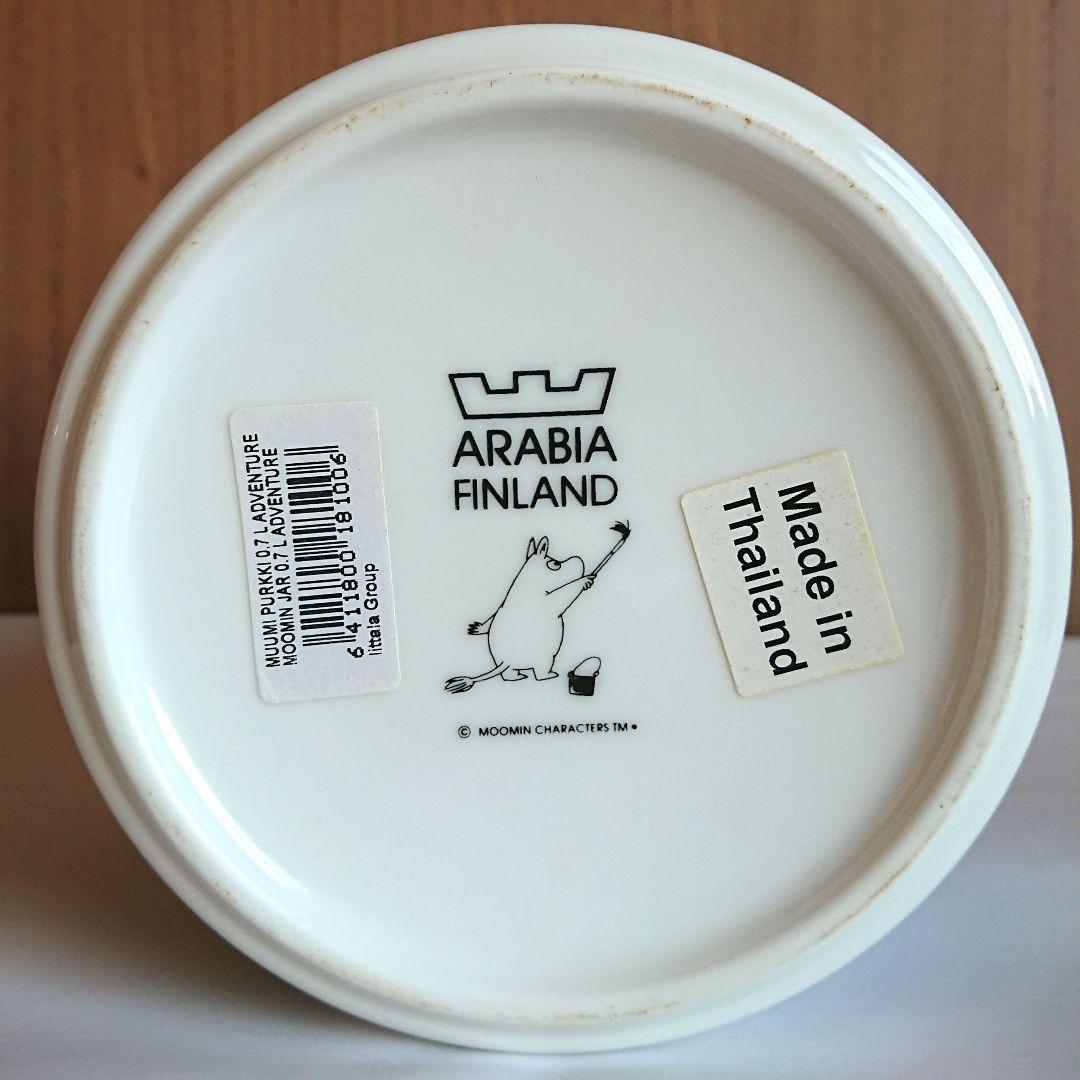 MUUMI PURKKI 0.7 L ADVENTURE
MOOMIN JAR 0.7 L ADVENTURE
6 411800 181006
Iittala Group
ARABIA
FINLAND
© MOOMIN CHARACTERS TM
Made in
Thailand